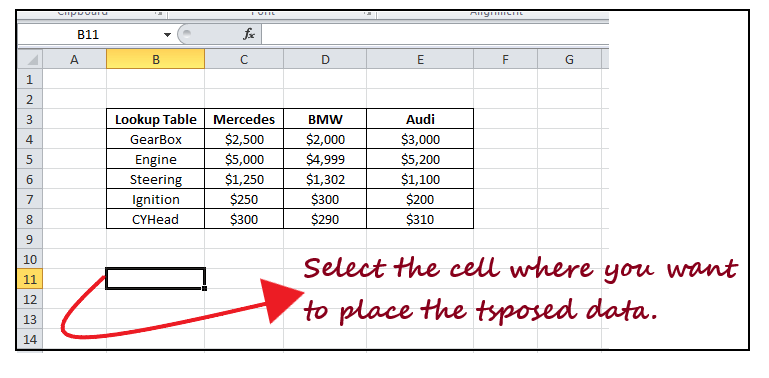 Clipboard Font Alignment
B11 fx
A B C D E F G
1
2
3 Lookup Table Mercedes BMW Audi
4 GearBox $2,500 $2,000 $3,000
5 Engine $5,000 $4,999 $5,200
6 Steering $1,250 $1,302 $1,100
7 Ignition $250 $300 $200
8 CYHead $300 $290 $310
9
10
11
12
13
14
Select the cell where you want
to place the tsposed data.